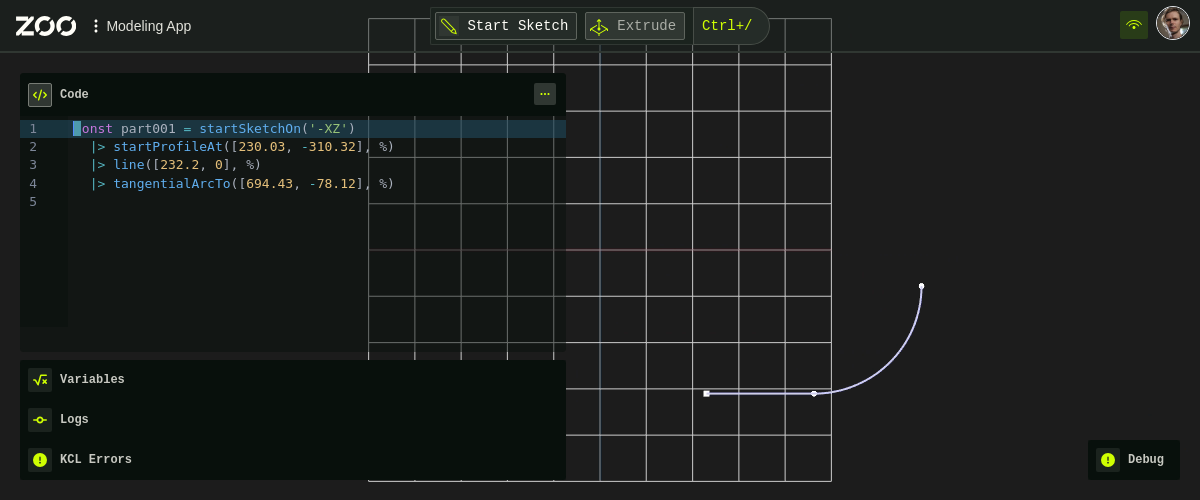 ZOO
Modeling App
Start Sketch
Extrude
Ctrl+/
Code
1 onst part001 = startSketchOn('-XZ')
2 |> startProfileAt([230.03, -310.32], %)
3 |> line([232.2, 0], %)
4 |> tangentialArcTo([694.43, -78.12], %)
5
Variables
Logs
KCL Errors
Debug